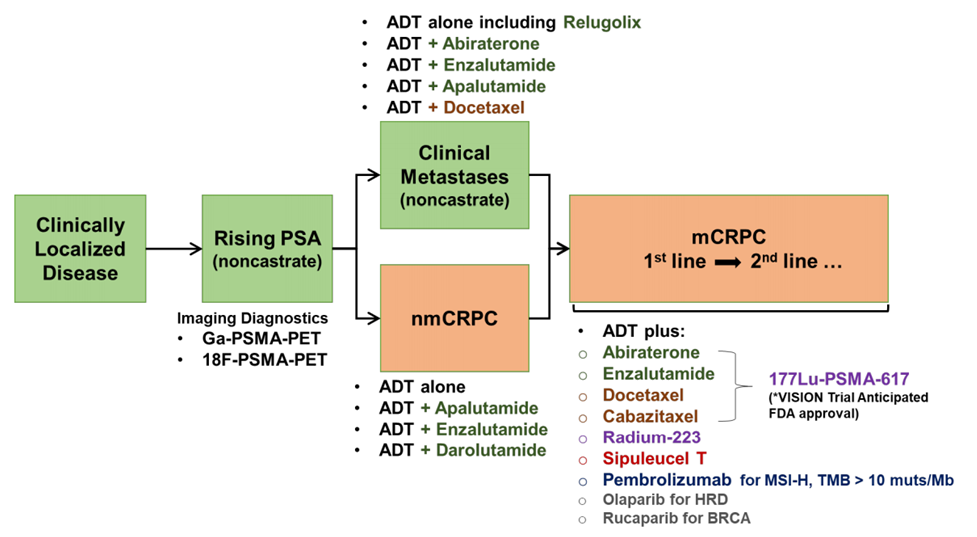 • ADT alone including Relugolix
• ADT + Abiraterone
• ADT + Enzalutamide
• ADT + Apalutamide
• ADT + Docetaxel
Clinically
Localized
Disease
Rising PSA
(noncastrate)
Imaging Diagnostics
• Ga-PSMA-PET
• 18F-PSMA-PET
Clinical
Metastases
(noncastrate)
nmCRPC
• ADT alone
• ADT + Apalutamide
• ADT + Enzalutamide
• ADT + Darolutamide
mCRPC
1st line ➡ 2nd line ...
• ADT plus:
o Abiraterone
o Enzalutamide
o Docetaxel
o Cabazitaxel
o Radium-223
o Sipuleucel T
o Pembrolizumab for MSI-H, TMB > 10 muts/Mb
o Olaparib for HRD
o Rucaparib for BRCA
177Lu-PSMA-617
(*VISION Trial Anticipated
FDA approval)